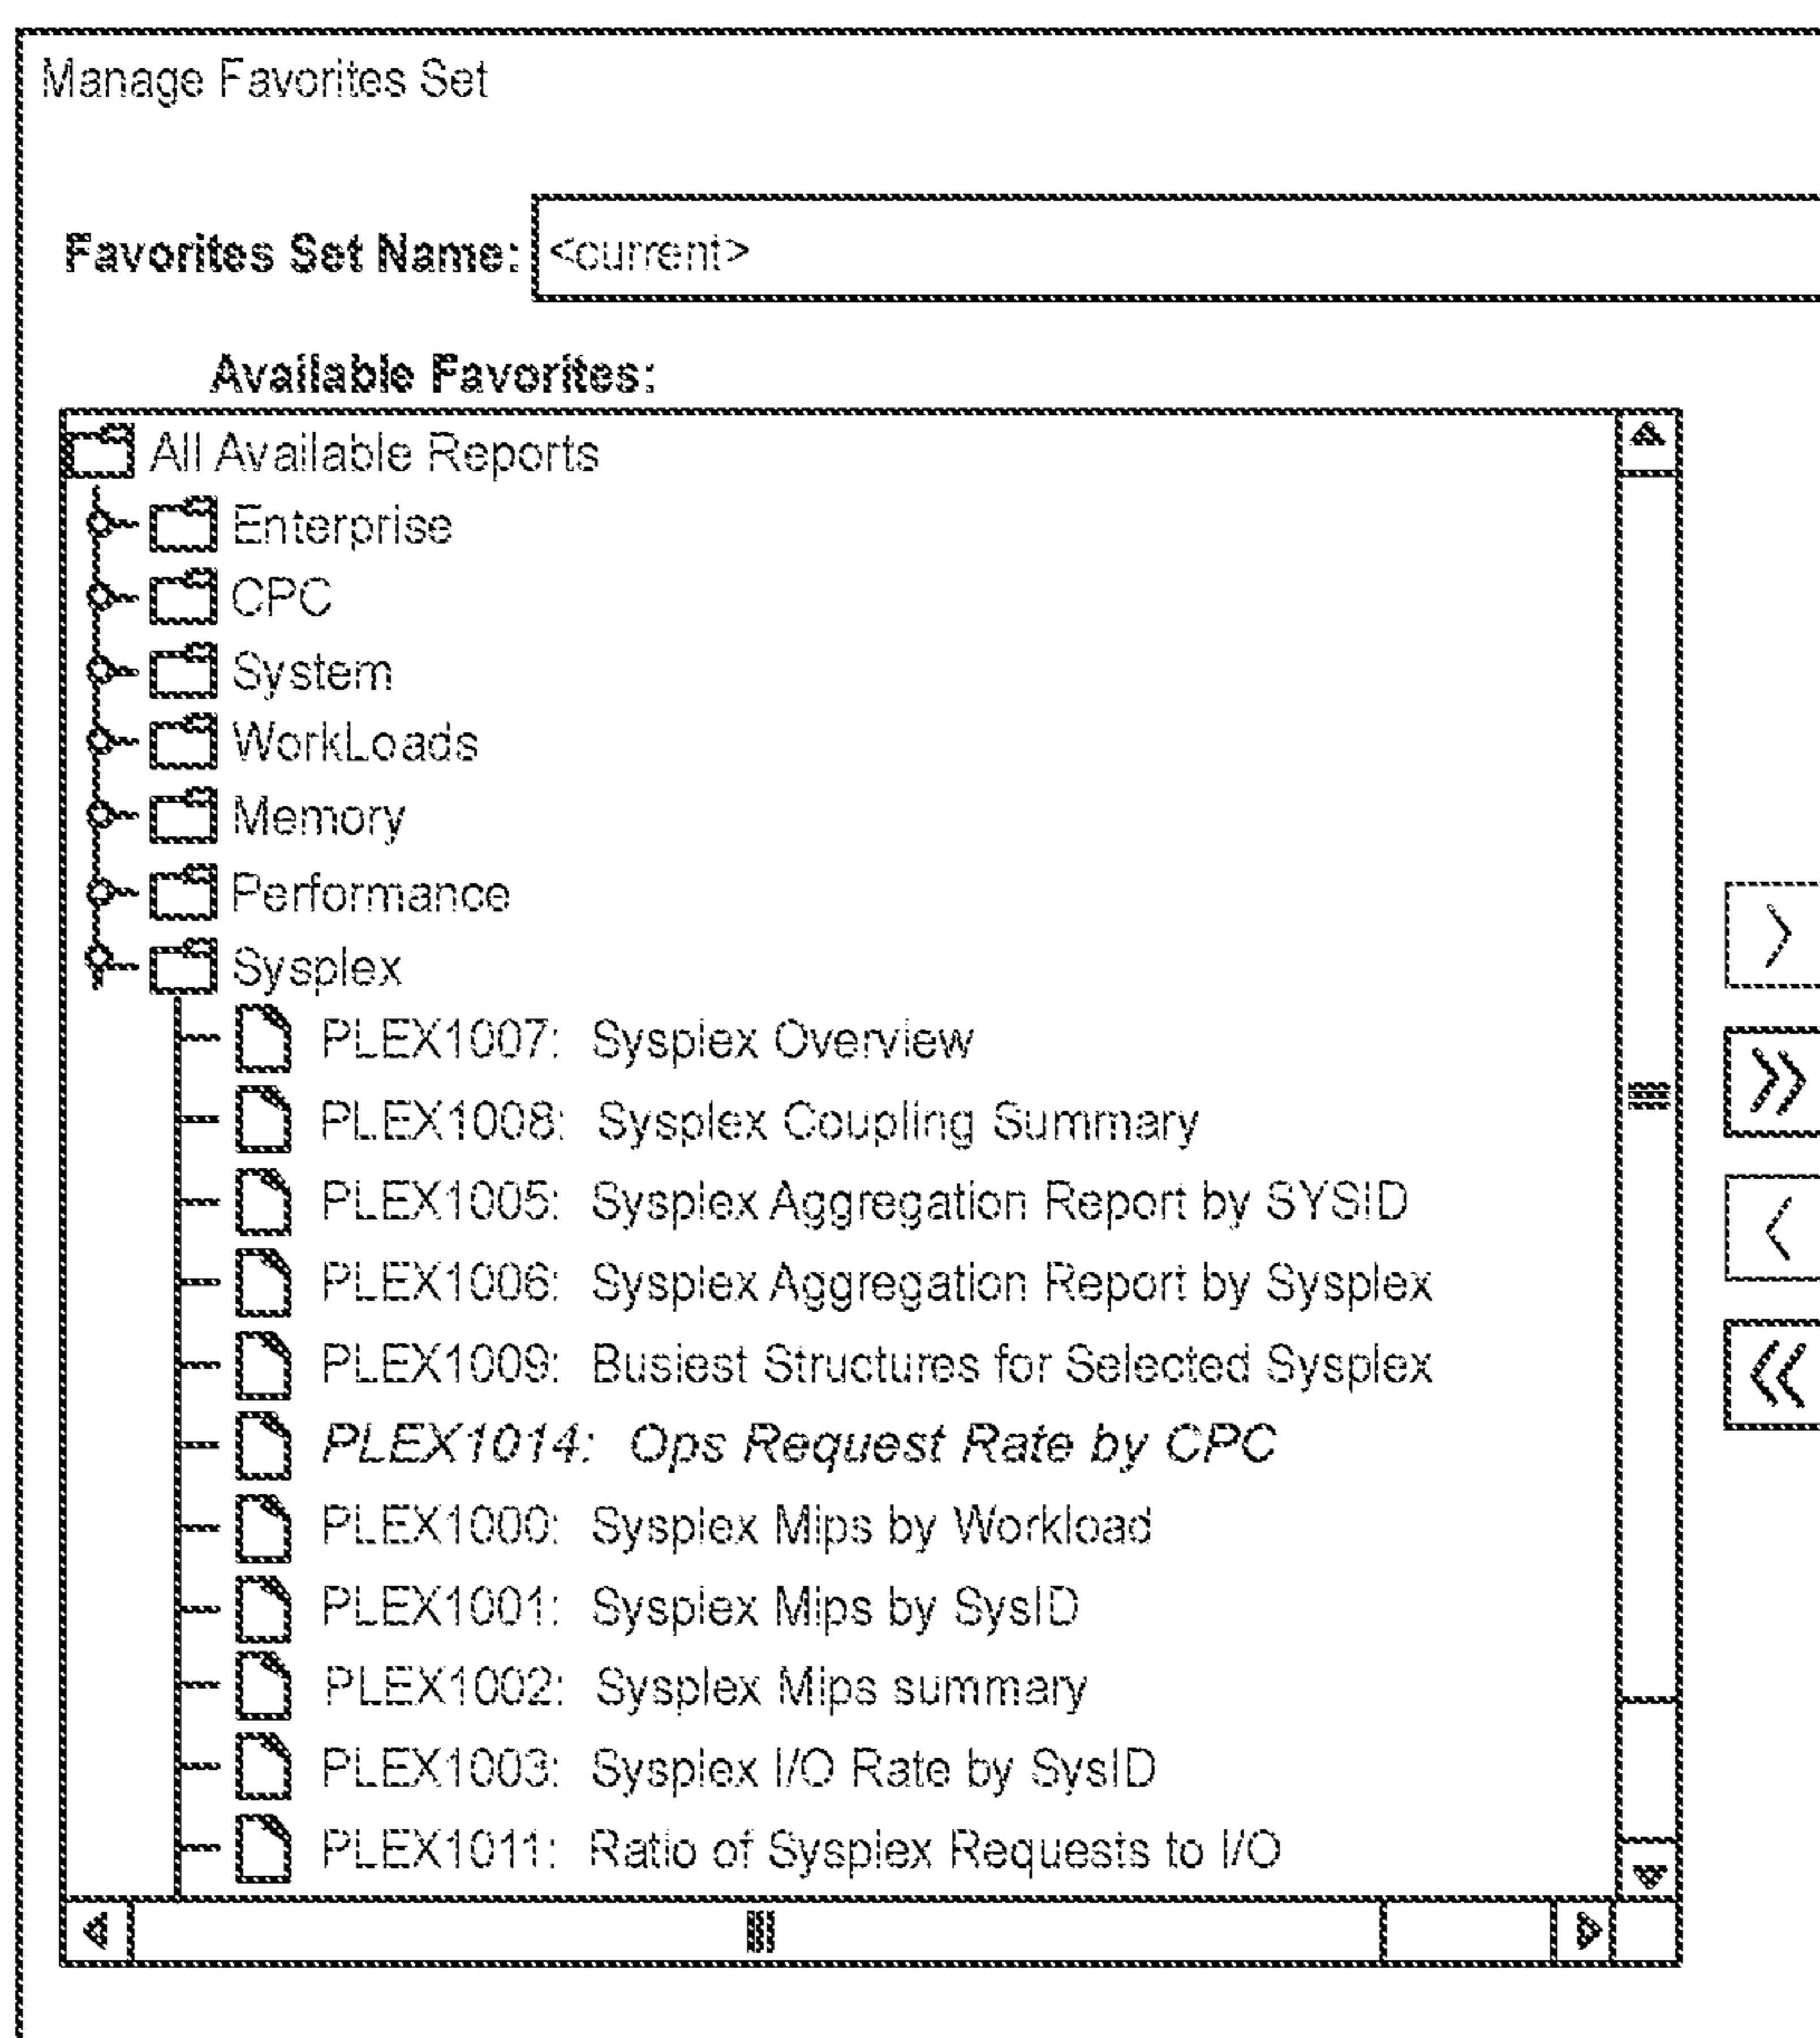 Manage Favorites Set
Favorites Set Name: <current>
Available Favorites:
All Available Reports
Enterprise
CPC
System
WorkLoads
Memory
Performance
Sysplex
PLEX1007: Sysplex Overview
PLEX1008: Sysplex Coupling Summary
PLEX1005: Sysplex Aggregation Report by SYSID
PLEX1006: Sysplex Aggregation Report by Sysplex
PLEX1009: Busiest Structures for Selected Sysplex
PLEX1014: Ops Request Rate by CPC
PLEX1000: Sysplex Mips by Workload
PLEX1001: Sysplex Mips by SysID
PLEX1002: Sysplex Mips summary
PLEX1003: Sysplex I/O Rate by SysID
PLEX1011: Ratio of Sysplex Requests to I/O